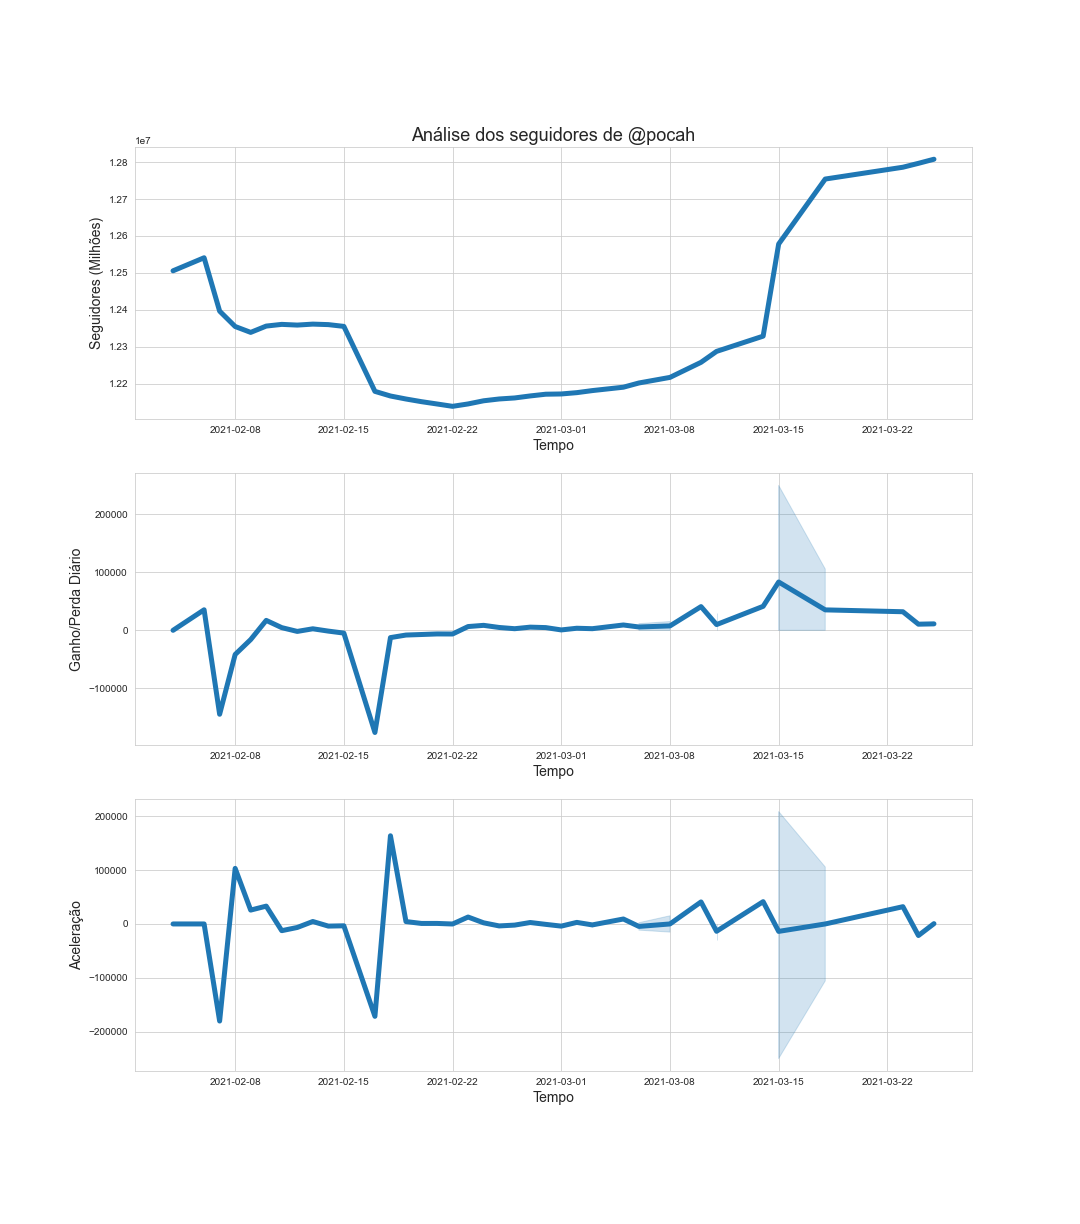 Análise dos seguidores de @pocah
1e7
Seguidores (Milhões)
1.28
1.27
1.26
1.25
1.24
1.23
1.22
2021-02-08 2021-02-15 2021-02-22 2021-03-01 2021-03-08 2021-03-15 2021-03-22
Tempo
Ganho/Perda Diário
200000
100000
0
−100000
2021-02-08 2021-02-15 2021-02-22 2021-03-01 2021-03-08 2021-03-15 2021-03-22
Tempo
Aceleração
200000
100000
0
−100000
−200000
2021-02-08 2021-02-15 2021-02-22 2021-03-01 2021-03-08 2021-03-15 2021-03-22
Tempo